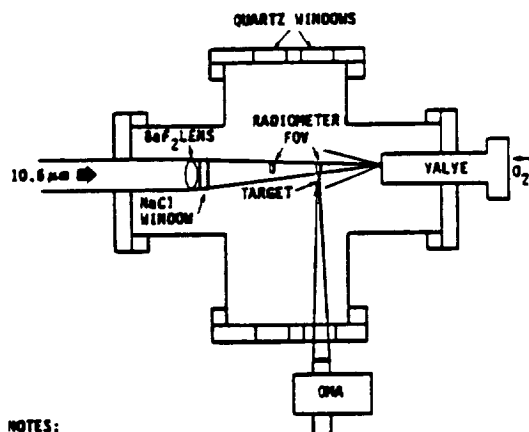 QUARTZ WINDOWS
BaF2 LENS
RADIOMETER
FOV
10.6 μm
VALVE
O2
TARGET
NaCl
WINDOW
OMA
NOTES: